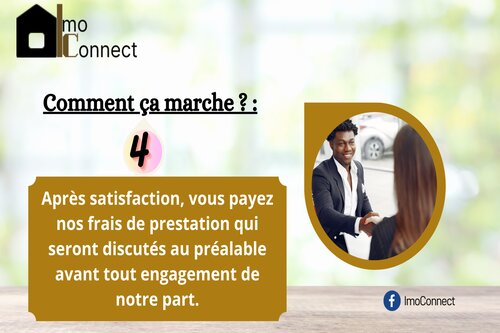 Imo
Connect
Comment ça marche ? :
4
Après satisfaction, vous payez
nos frais de prestation qui
seront discutés au préalable
avant tout engagement de
notre part.
f ImoConnect